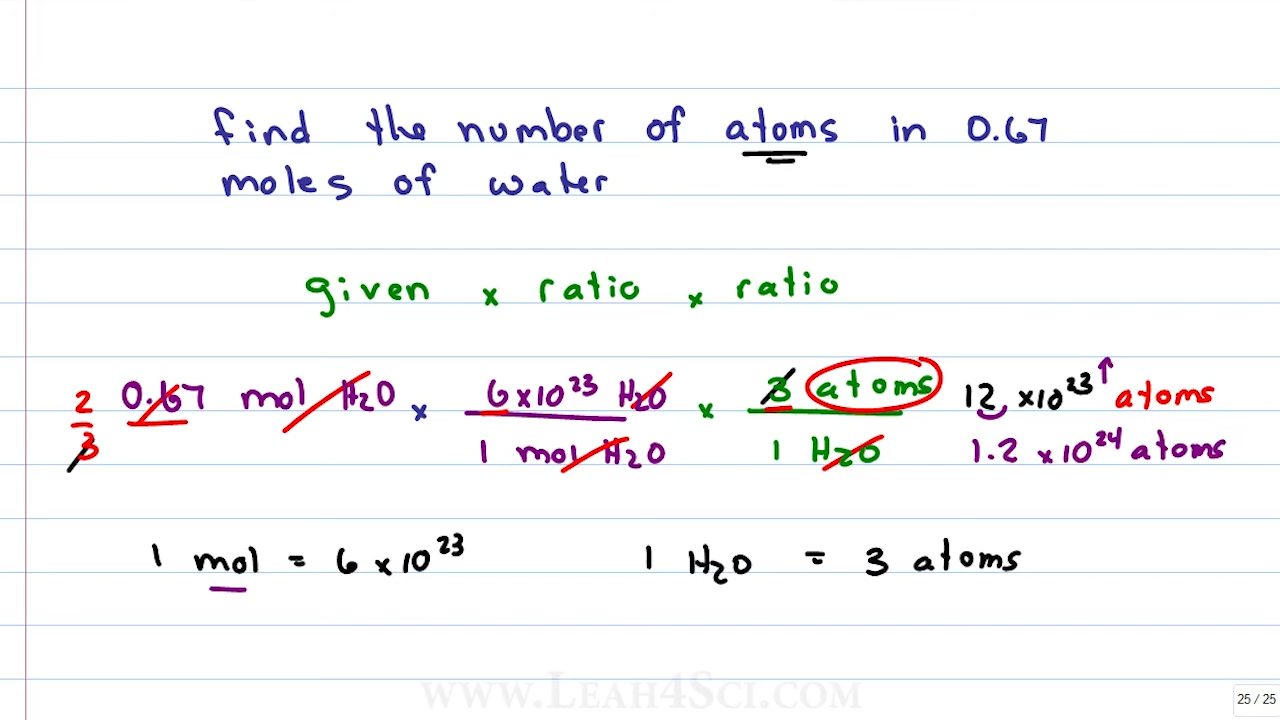 find the number of atoms in 0.67
moles of water
given x ratio x ratio
2/3 0.67 mol H2O x 6x10^23 H2O / 1 mol H2O x 3 atoms / 1 H2O 12 x10^23 ↑ atoms
1.2 x10^24 atoms
1 mol = 6 x 10^23 1 H2O = 3 atoms
www.Leah4Sci.com
25 / 25